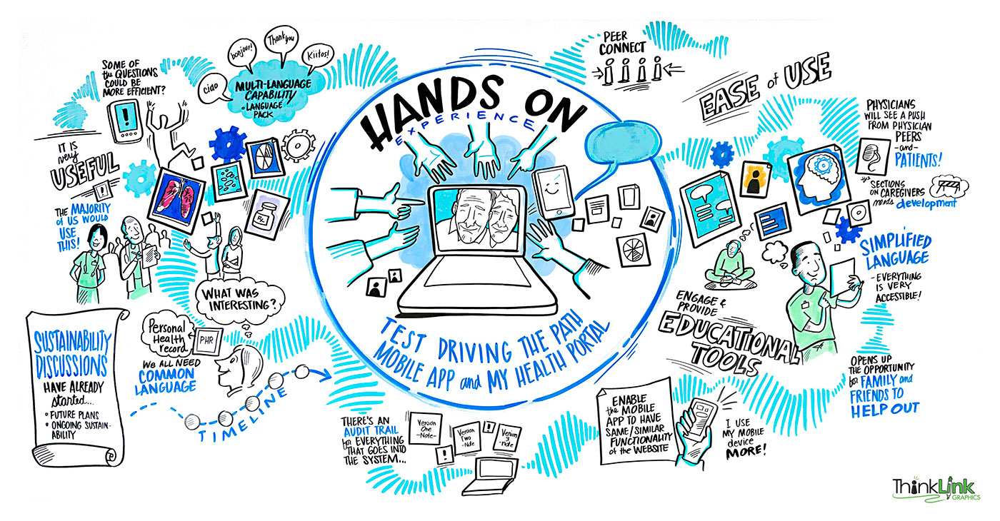 SOME OF
the QUESTIONS
COULD BE
MORE EFFICIENT?
!
ciao
bonjour!
Thank you
Kiitos!
MULTI-LANGUAGE
CAPABILITY
• LANGUAGE
PACK
IT IS
very
USEFUL
!
THE MAJORITY
of US WOULD
USE
THIS!
Rx
WHAT WAS
INTERESTING?
Personal
Health
record
PHR
WE ALL NEED
COMMON
LANGUAGE
SUSTAINABILITY
DISCUSSIONS
HAVE ALREADY
started...
• FUTURE PLANS
• ONGOING SUSTAIN-
ABILITY
TIMELINE
HANDS ON
EXPERIENCE
TEST DRIVING THE PATH
MOBILE APP and MY HEALTH PORTAL
THERE'S AN
AUDIT TRAIL
for EVERYTHING
THAT GOES INTO
THE SYSTEM...
Version
One
-Note-
!
Version
Two
-Note
!
Version
3
-note
PEER
CONNECT
EASE of USE
PHYSICIANS
WILL SEE A PUSH
FROM PHYSICIAN
PEERS
-and-
PATIENTS!
SECTIONS
ON CAREGIVERS
needs development
SIMPLIFIED
LANGUAGE
- EVERYTHING
IS VERY
ACCESSIBLE!
ENGAGE &
PROVIDE
EDUCATIONAL
TOOLS
OPENS UP
THE OPPORTUNITY
for FAMILY and
FRIENDS TO
HELP OUT
ENABLE
the MOBILE
APP TO HAVE
SAME/SIMILAR
FUNCTIONALITY
of the WEBSITE
I USE
MY MOBILE
device
MORE!
ThinkLink
GRAPHICS